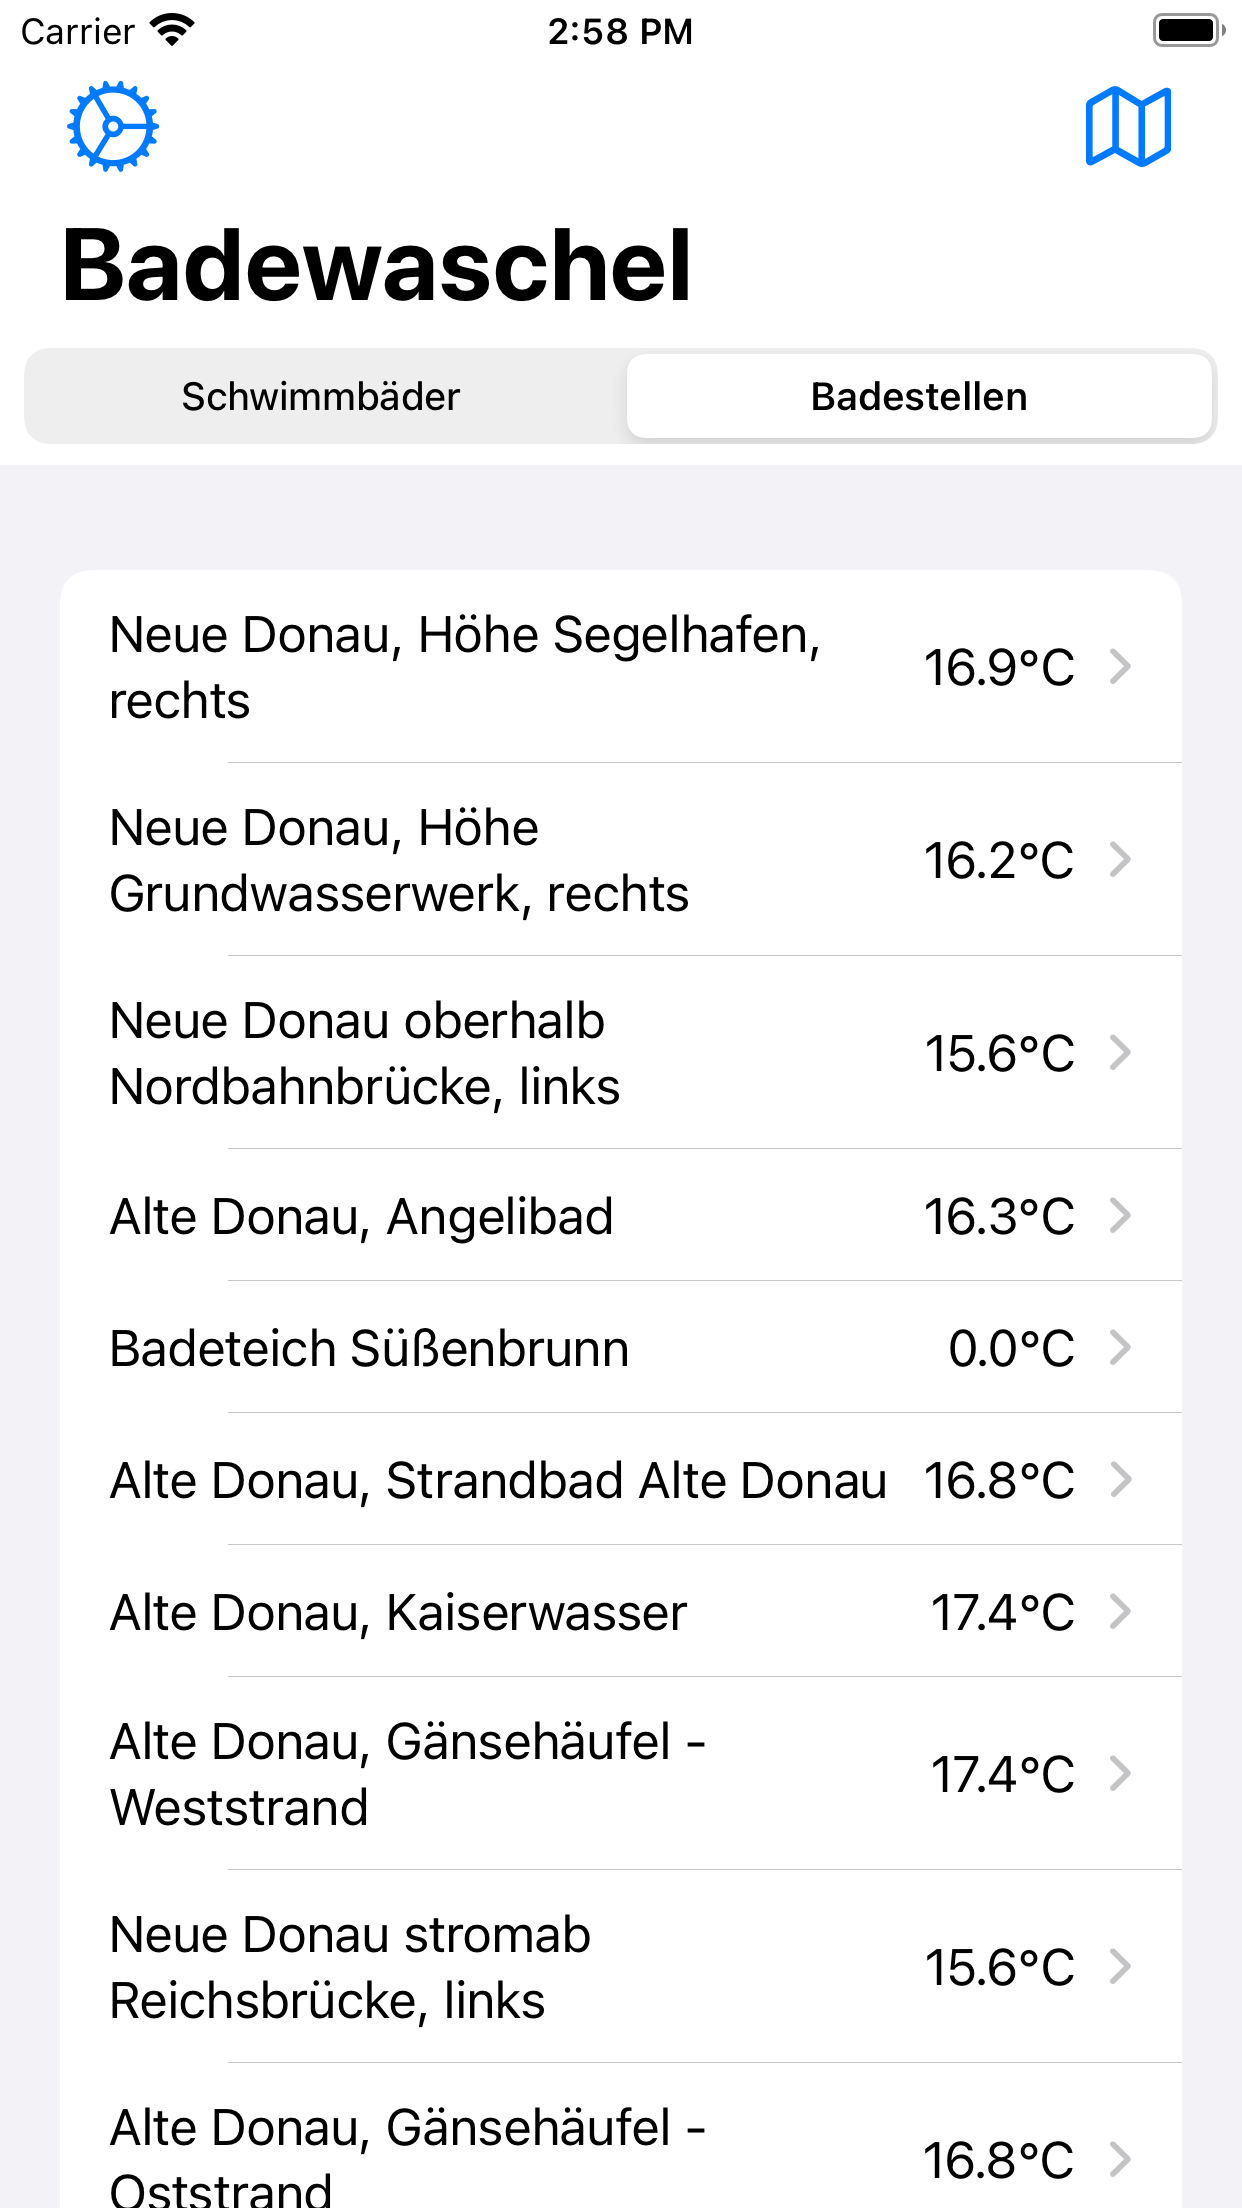 Carrier 2:58 PM
Badewaschel
Schwimmbäder Badestellen
Neue Donau, Höhe Segelhafen,
rechts
16.9°C
Neue Donau, Höhe
Grundwasserwerk, rechts
16.2°C
Neue Donau oberhalb
Nordbahnbrücke, links
15.6°C
Alte Donau, Angelibad 16.3°C
Badeteich Süßenbrunn 0.0°C
Alte Donau, Strandbad Alte Donau 16.8°C
Alte Donau, Kaiserwasser 17.4°C
Alte Donau, Gänsehäufel -
Weststrand
17.4°C
Neue Donau stromab
Reichsbrücke, links
15.6°C
Alte Donau, Gänsehäufel -
Oststrand
16.8°C